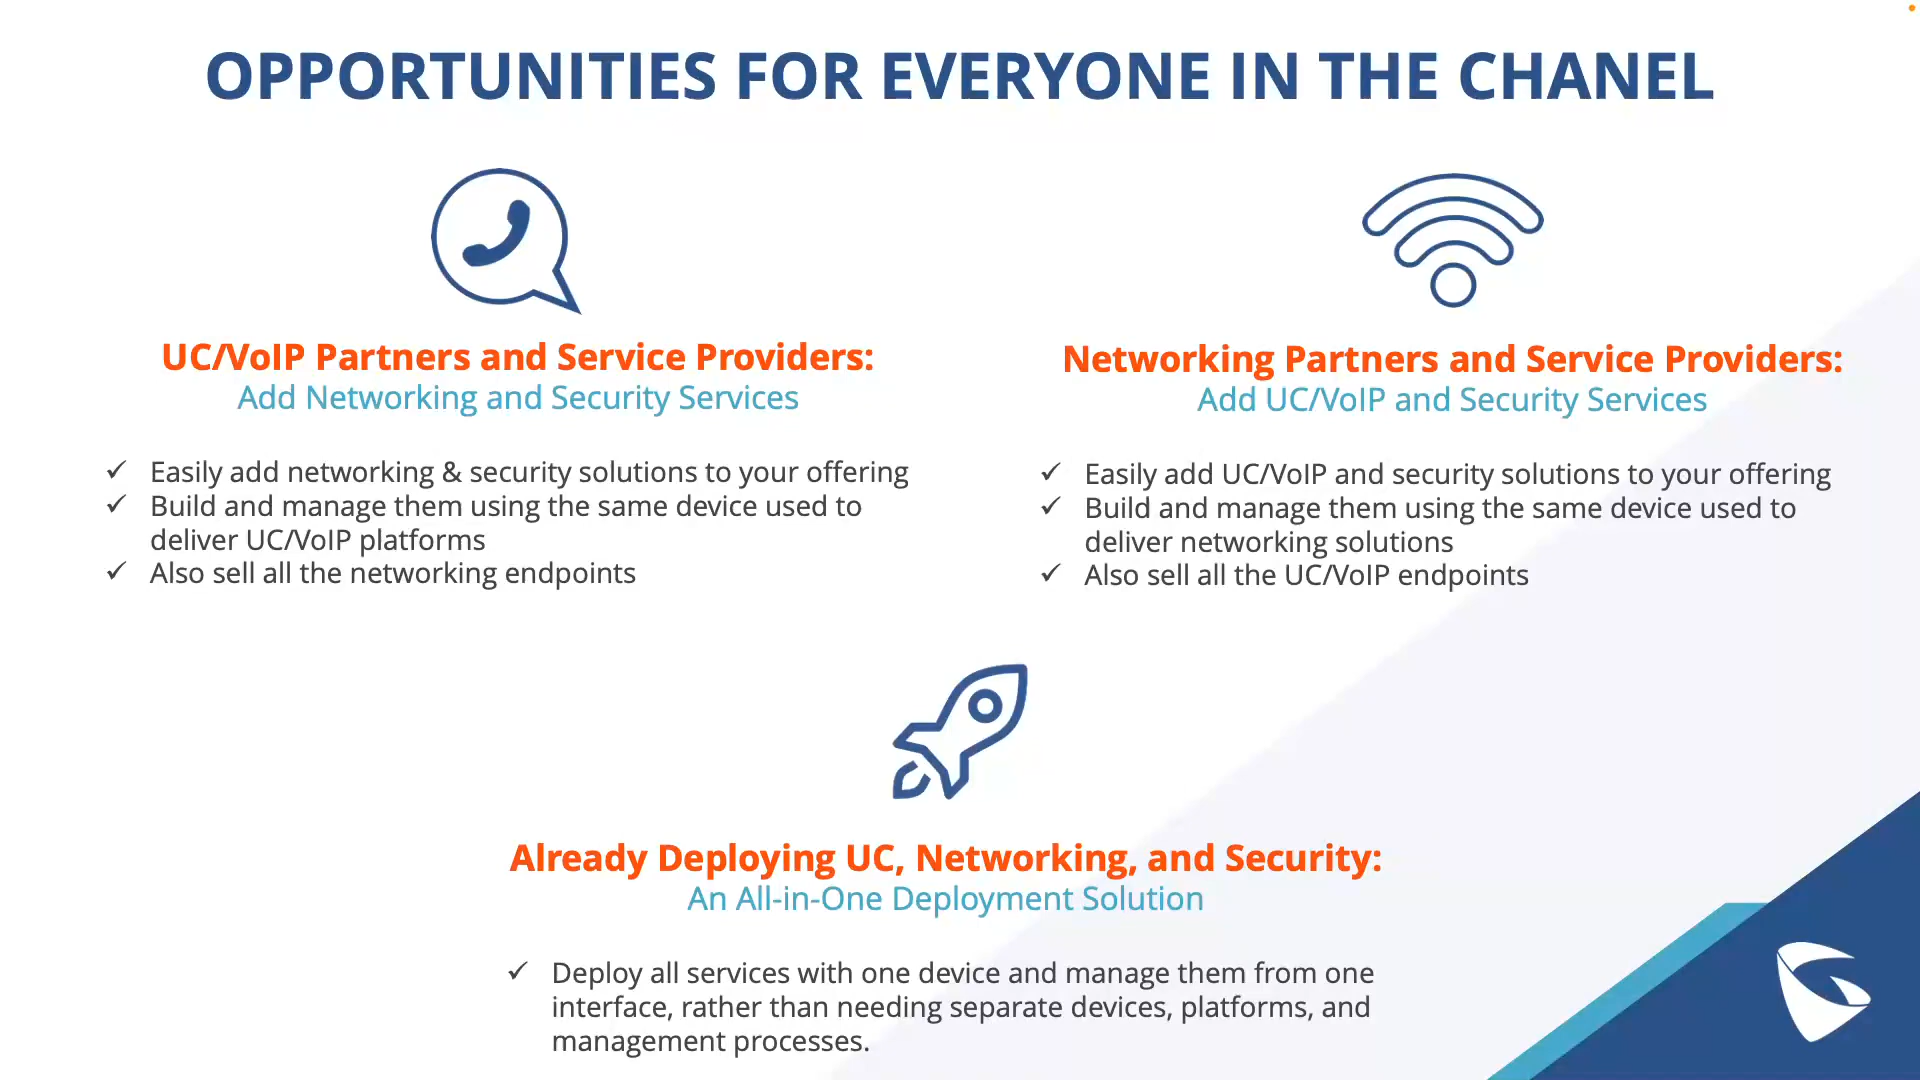 OPPORTUNITIES FOR EVERYONE IN THE CHANEL
UC/VoIP Partners and Service Providers:
Add Networking and Security Services
✓ Easily add networking & security solutions to your offering
✓ Build and manage them using the same device used to
deliver UC/VoIP platforms
✓ Also sell all the networking endpoints
Networking Partners and Service Providers:
Add UC/VoIP and Security Services
✓ Easily add UC/VoIP and security solutions to your offering
✓ Build and manage them using the same device used to
deliver networking solutions
✓ Also sell all the UC/VoIP endpoints
Already Deploying UC, Networking, and Security:
An All-in-One Deployment Solution
✓ Deploy all services with one device and manage them from one
interface, rather than needing separate devices, platforms, and
management processes.